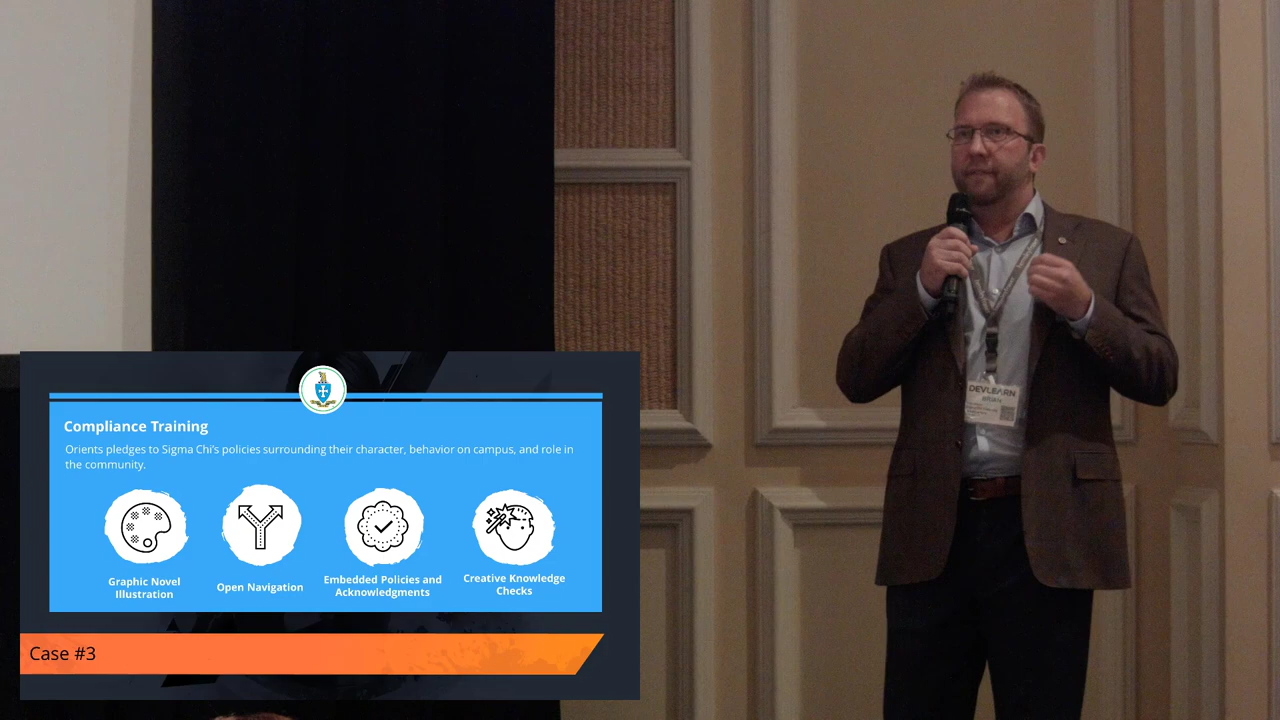 DEVLEARN
BRIAN
Compliance Training
Orients pledges to Sigma Chi's policies surrounding their character, behavior on campus, and role in
the community.
Graphic Novel
Illustration
Open Navigation
Embedded Policies and
Acknowledgments
Creative Knowledge
Checks
Case #3